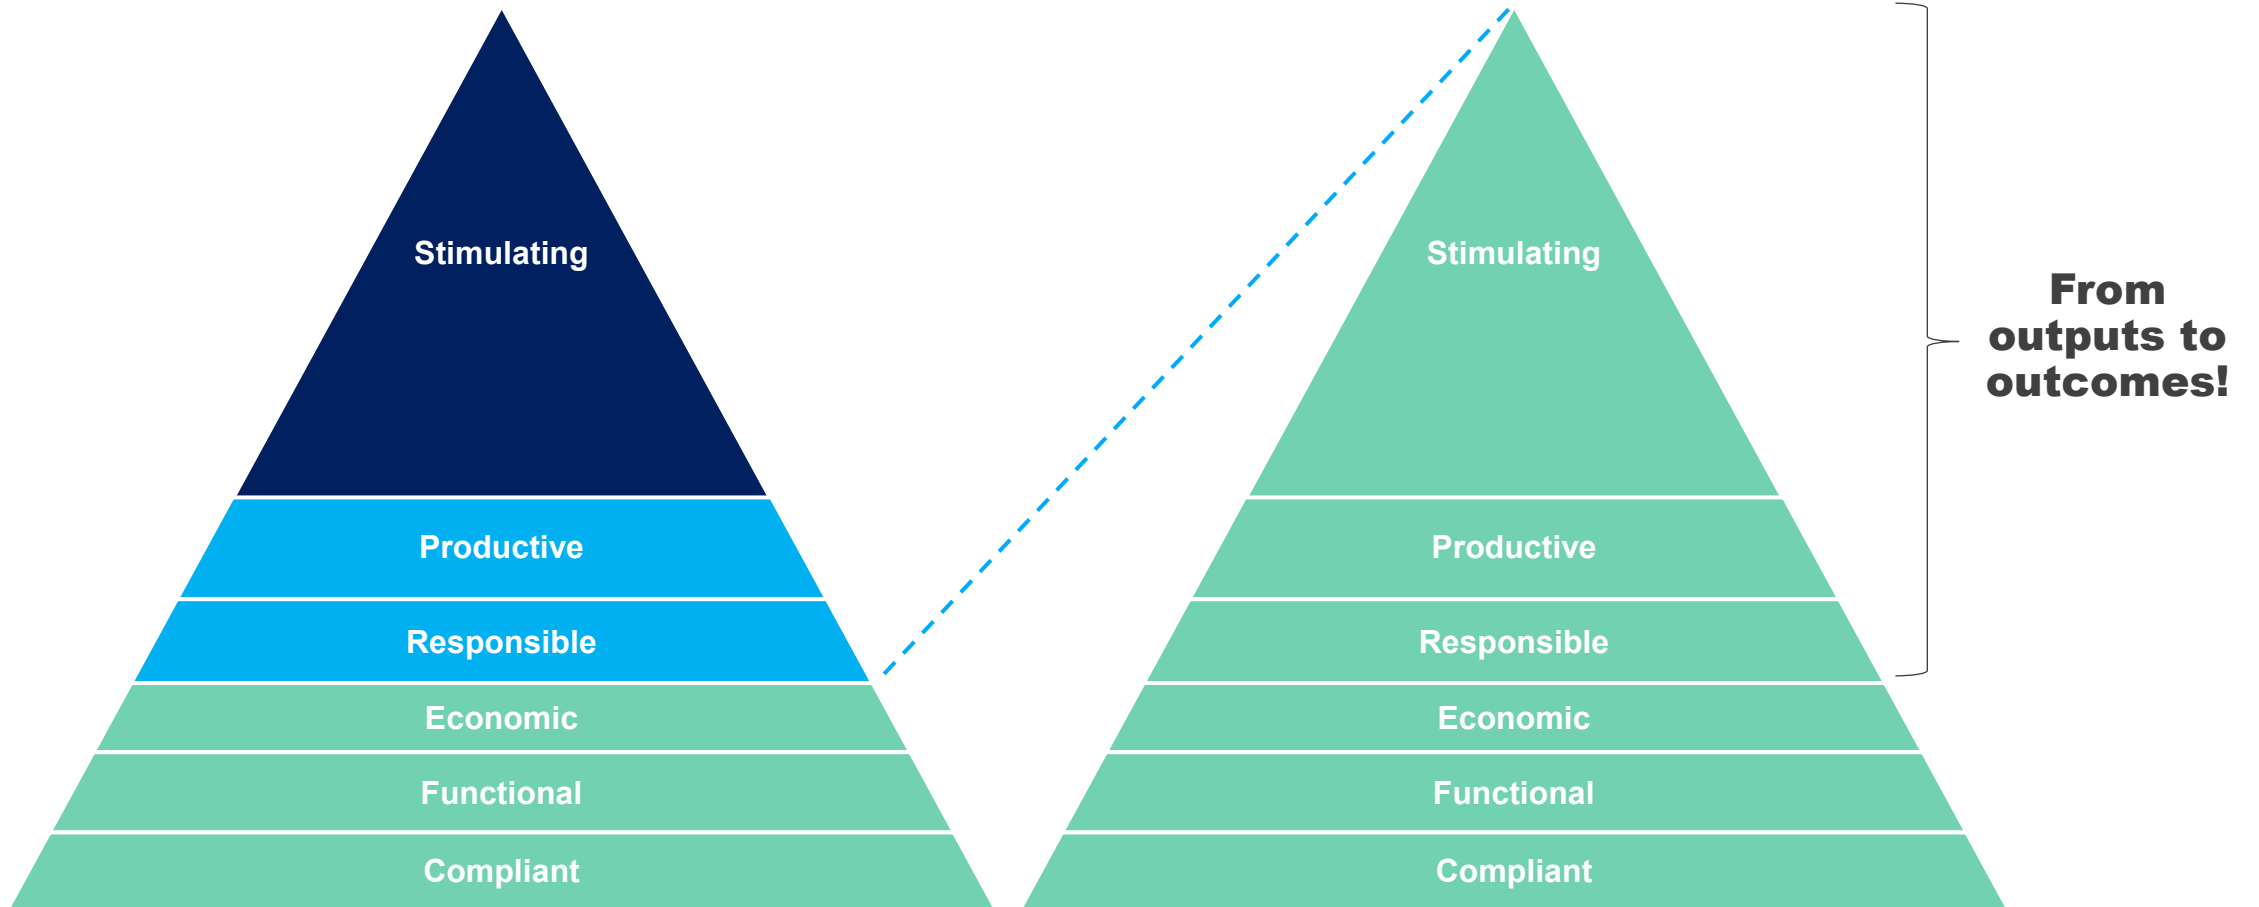 Stimulating
Productive
Responsible
Economic
Functional
Compliant
Stimulating
Productive
Responsible
Economic
Functional
Compliant
From
outputs to
outcomes!